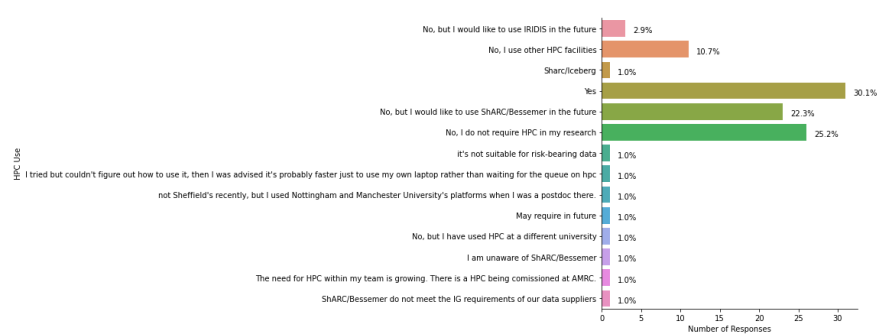 No, but I would like to use IRIDIS in the future
2.9%
No, I use other HPC facilities
10.7%
Sharc/Iceberg
1.0%
Yes
30.1%
No, but I would like to use ShARC/Bessemer in the future
22.3%
No, I do not require HPC in my research
25.2%
it's not suitable for risk-bearing data
1.0%
I tried but couldn't figure out how to use it, then I was advised it's probably faster just to use my own laptop rather than waiting for the queue on hpc
1.0%
not Sheffield's recently, but I used Nottingham and Manchester University's platforms when I was a postdoc there.
1.0%
May require in future
1.0%
No, but I have used HPC at a different university
1.0%
I am unaware of ShARC/Bessemer
1.0%
The need for HPC within my team is growing. There is a HPC being comissioned at AMRC.
1.0%
ShARC/Bessemer do not meet the IG requirements of our data suppliers
1.0%
HPC Use
0 5 10 15 20 25 30
Number of Responses